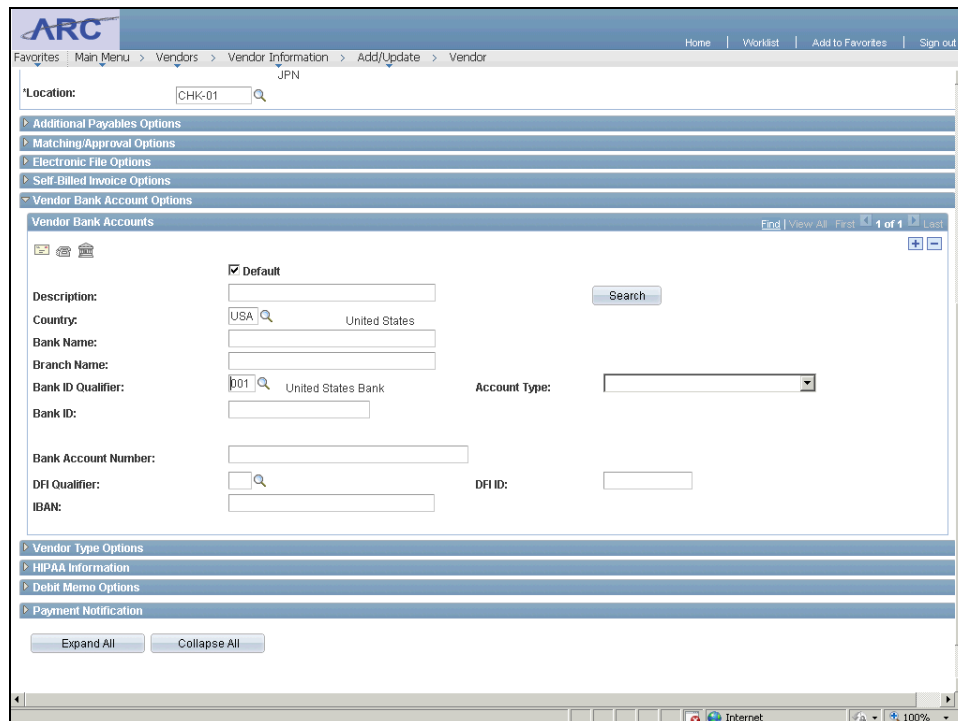 ARC
Home | Worklist | Add to Favorites | Sign out
Favorites Main Menu > Vendors > Vendor Information > Add/Update > Vendor
JPN
*Location: CHK-01
Additional Payables Options
Matching/Approval Options
Electronic File Options
Self-Billed Invoice Options
Vendor Bank Account Options
Vendor Bank Accounts Find | View All First 1 of 1 Last
Default
Description: Search
Country: USA United States
Bank Name:
Branch Name:
Bank ID Qualifier: 001 United States Bank Account Type:
Bank ID:
Bank Account Number:
DFI Qualifier: DFI ID:
IBAN:
Vendor Type Options
HIPAA Information
Debit Memo Options
Payment Notification
Expand All Collapse All
Internet 100%